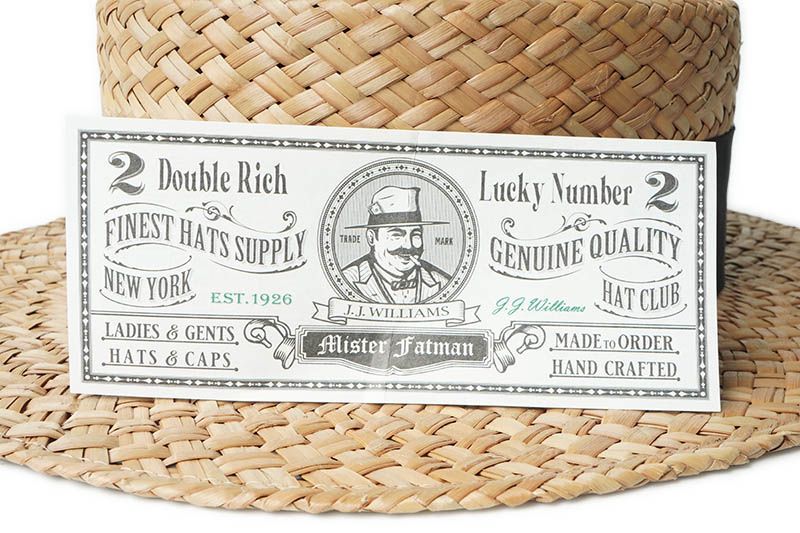 2 Double Rich
Lucky Number 2
FINEST HATS SUPPLY
NEW YORK
EST.1926
TRADE MARK
J.J.WILLIAMS
GENUINE QUALITY
HAT CLUB
J.J.Williams
LADIES & GENTS
HATS & CAPS
Mister Fatman
MADE TO ORDER
HAND CRAFTED